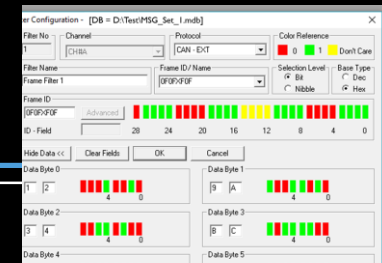 er Configuration - [DB = D:\Test\MSG_Set_I.mdb]
Filter No Channel Protocol Color Reference
1 CHIIA CAN - EXT 0 1 Don't Care
Filter Name Frame ID / Name Selection Level Base Type
Frame Filter 1 0F0FXF0F Bit Dec
Nibble Hex
Frame ID
0F0FXF0F Advanced
ID - Field 28 24 20 16 12 8 4 0
Hide Data << Clear Fields OK Cancel
Data Byte 0 Data Byte 1
1 2 4 0 9 A 4 0
Data Byte 2 Data Byte 3
3 4 4 0 B C 4 0
Data Byte 4 Data Byte 5